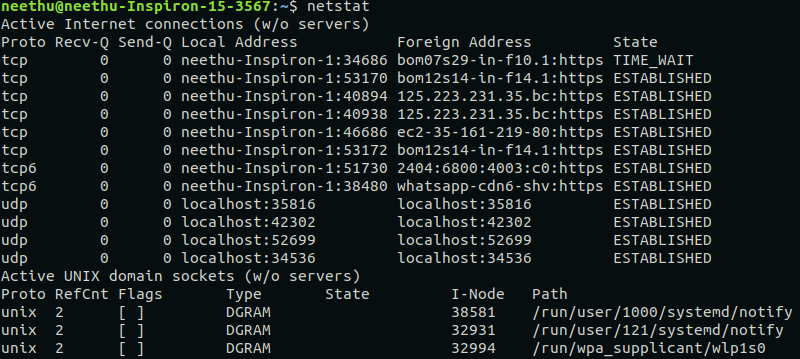 neethu@neethu-Inspiron-15-3567:~$ netstat
Active Internet connections (w/o servers)
Proto Recv-Q Send-Q Local Address           Foreign Address         State
tcp        0      0 neethu-Inspiron-1:34686 bom07s29-in-f10.1:https TIME_WAIT
tcp        0      0 neethu-Inspiron-1:53170 bom12s14-in-f14.1:https ESTABLISHED
tcp        0      0 neethu-Inspiron-1:40894 125.223.231.35.bc:https ESTABLISHED
tcp        0      0 neethu-Inspiron-1:40938 125.223.231.35.bc:https ESTABLISHED
tcp        0      0 neethu-Inspiron-1:46686 ec2-35-161-219-80:https ESTABLISHED
tcp        0      0 neethu-Inspiron-1:53172 bom12s14-in-f14.1:https ESTABLISHED
tcp6       0      0 neethu-Inspiron-1:51730 2404:6800:4003:c0:https ESTABLISHED
tcp6       0      0 neethu-Inspiron-1:38480 whatsapp-cdn6-shv:https ESTABLISHED
udp        0      0 localhost:35816         localhost:35816         ESTABLISHED
udp        0      0 localhost:42302         localhost:42302         ESTABLISHED
udp        0      0 localhost:52699         localhost:52699         ESTABLISHED
udp        0      0 localhost:34536         localhost:34536         ESTABLISHED
Active UNIX domain sockets (w/o servers)
Proto RefCnt Flags       Type       State         I-Node   Path
unix  2      [ ]         DGRAM                    38581    /run/user/1000/systemd/notify
unix  2      [ ]         DGRAM                    32931    /run/user/121/systemd/notify
unix  2      [ ]         DGRAM                    32994    /run/wpa_supplicant/wlp1s0